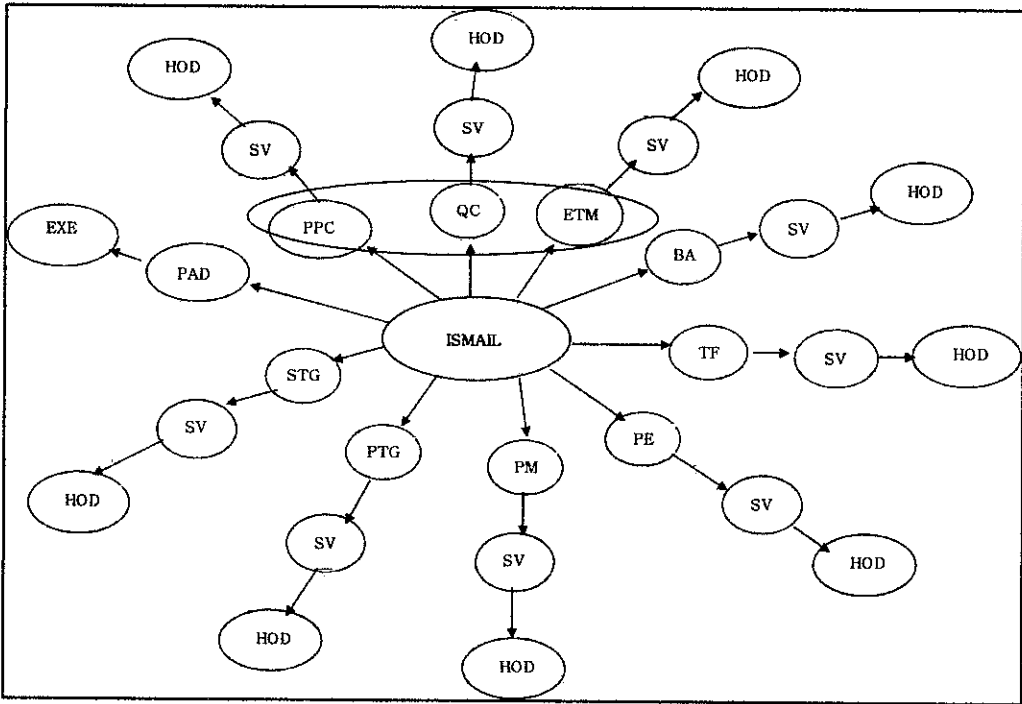 HOD
HOD
HOD
SV
SV
SV
HOD
EXE
PPC
QC
ETM
SV
PAD
BA
ISMAIL
TF
SV
HOD
STG
SV
PTG
PE
PM
HOD
SV
SV
SV
HOD
HOD
HOD